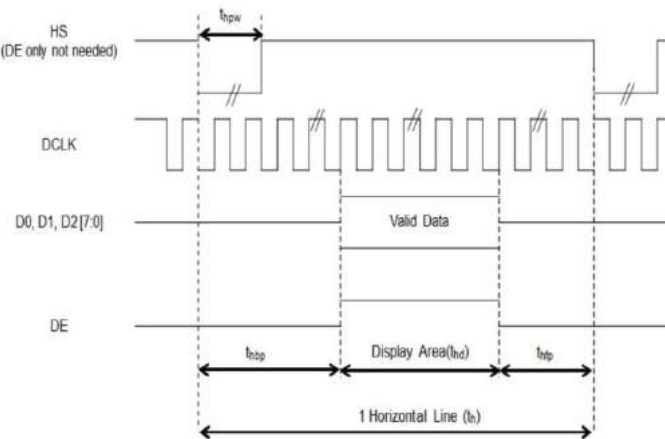 thpw
HS
(DE only not needed)
DCLK
D0, D1, D2[7:0]
Valid Data
DE
thbp
Display Area(thd)
thfp
1 Horizontal Line (th)